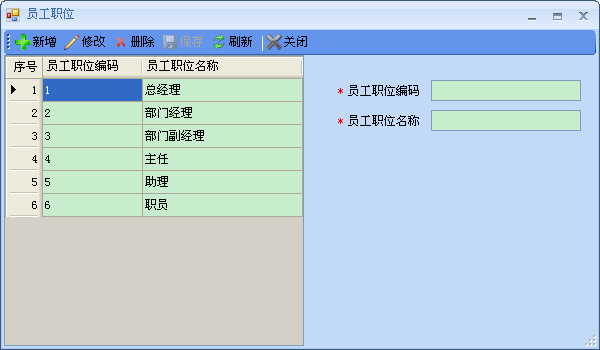 员工职位
新增 修改 删除 保存 刷新 关闭
序号 员工职位编码 员工职位名称
1 1 总经理
2 2 部门经理
3 3 部门副经理
4 4 主任
5 5 助理
6 6 职员
* 员工职位编码
* 员工职位名称